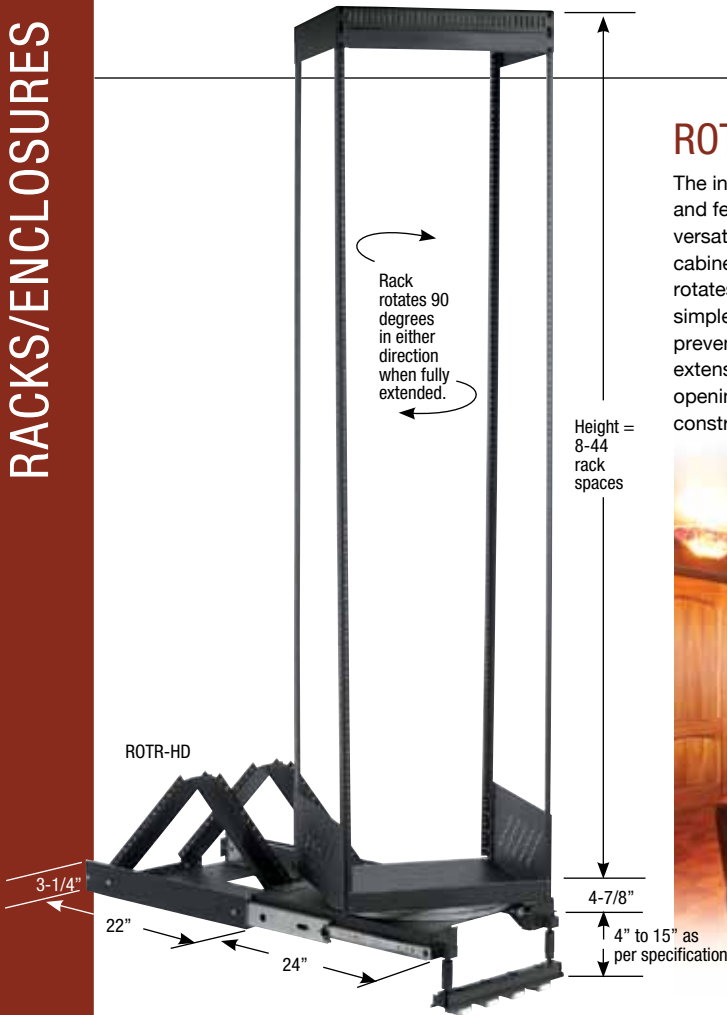 RACKS/ENCLOSURES
Rack
rotates 90
degrees
in either
direction
when fully
extended.
Height =
8-44
rack
spaces
ROTR-HD
3-1/4”
22”
24”
4-7/8”
4” to 15” as
per specification
The in
and fe
versat
cabine
rotates
simple
preven
extens
openin
constr